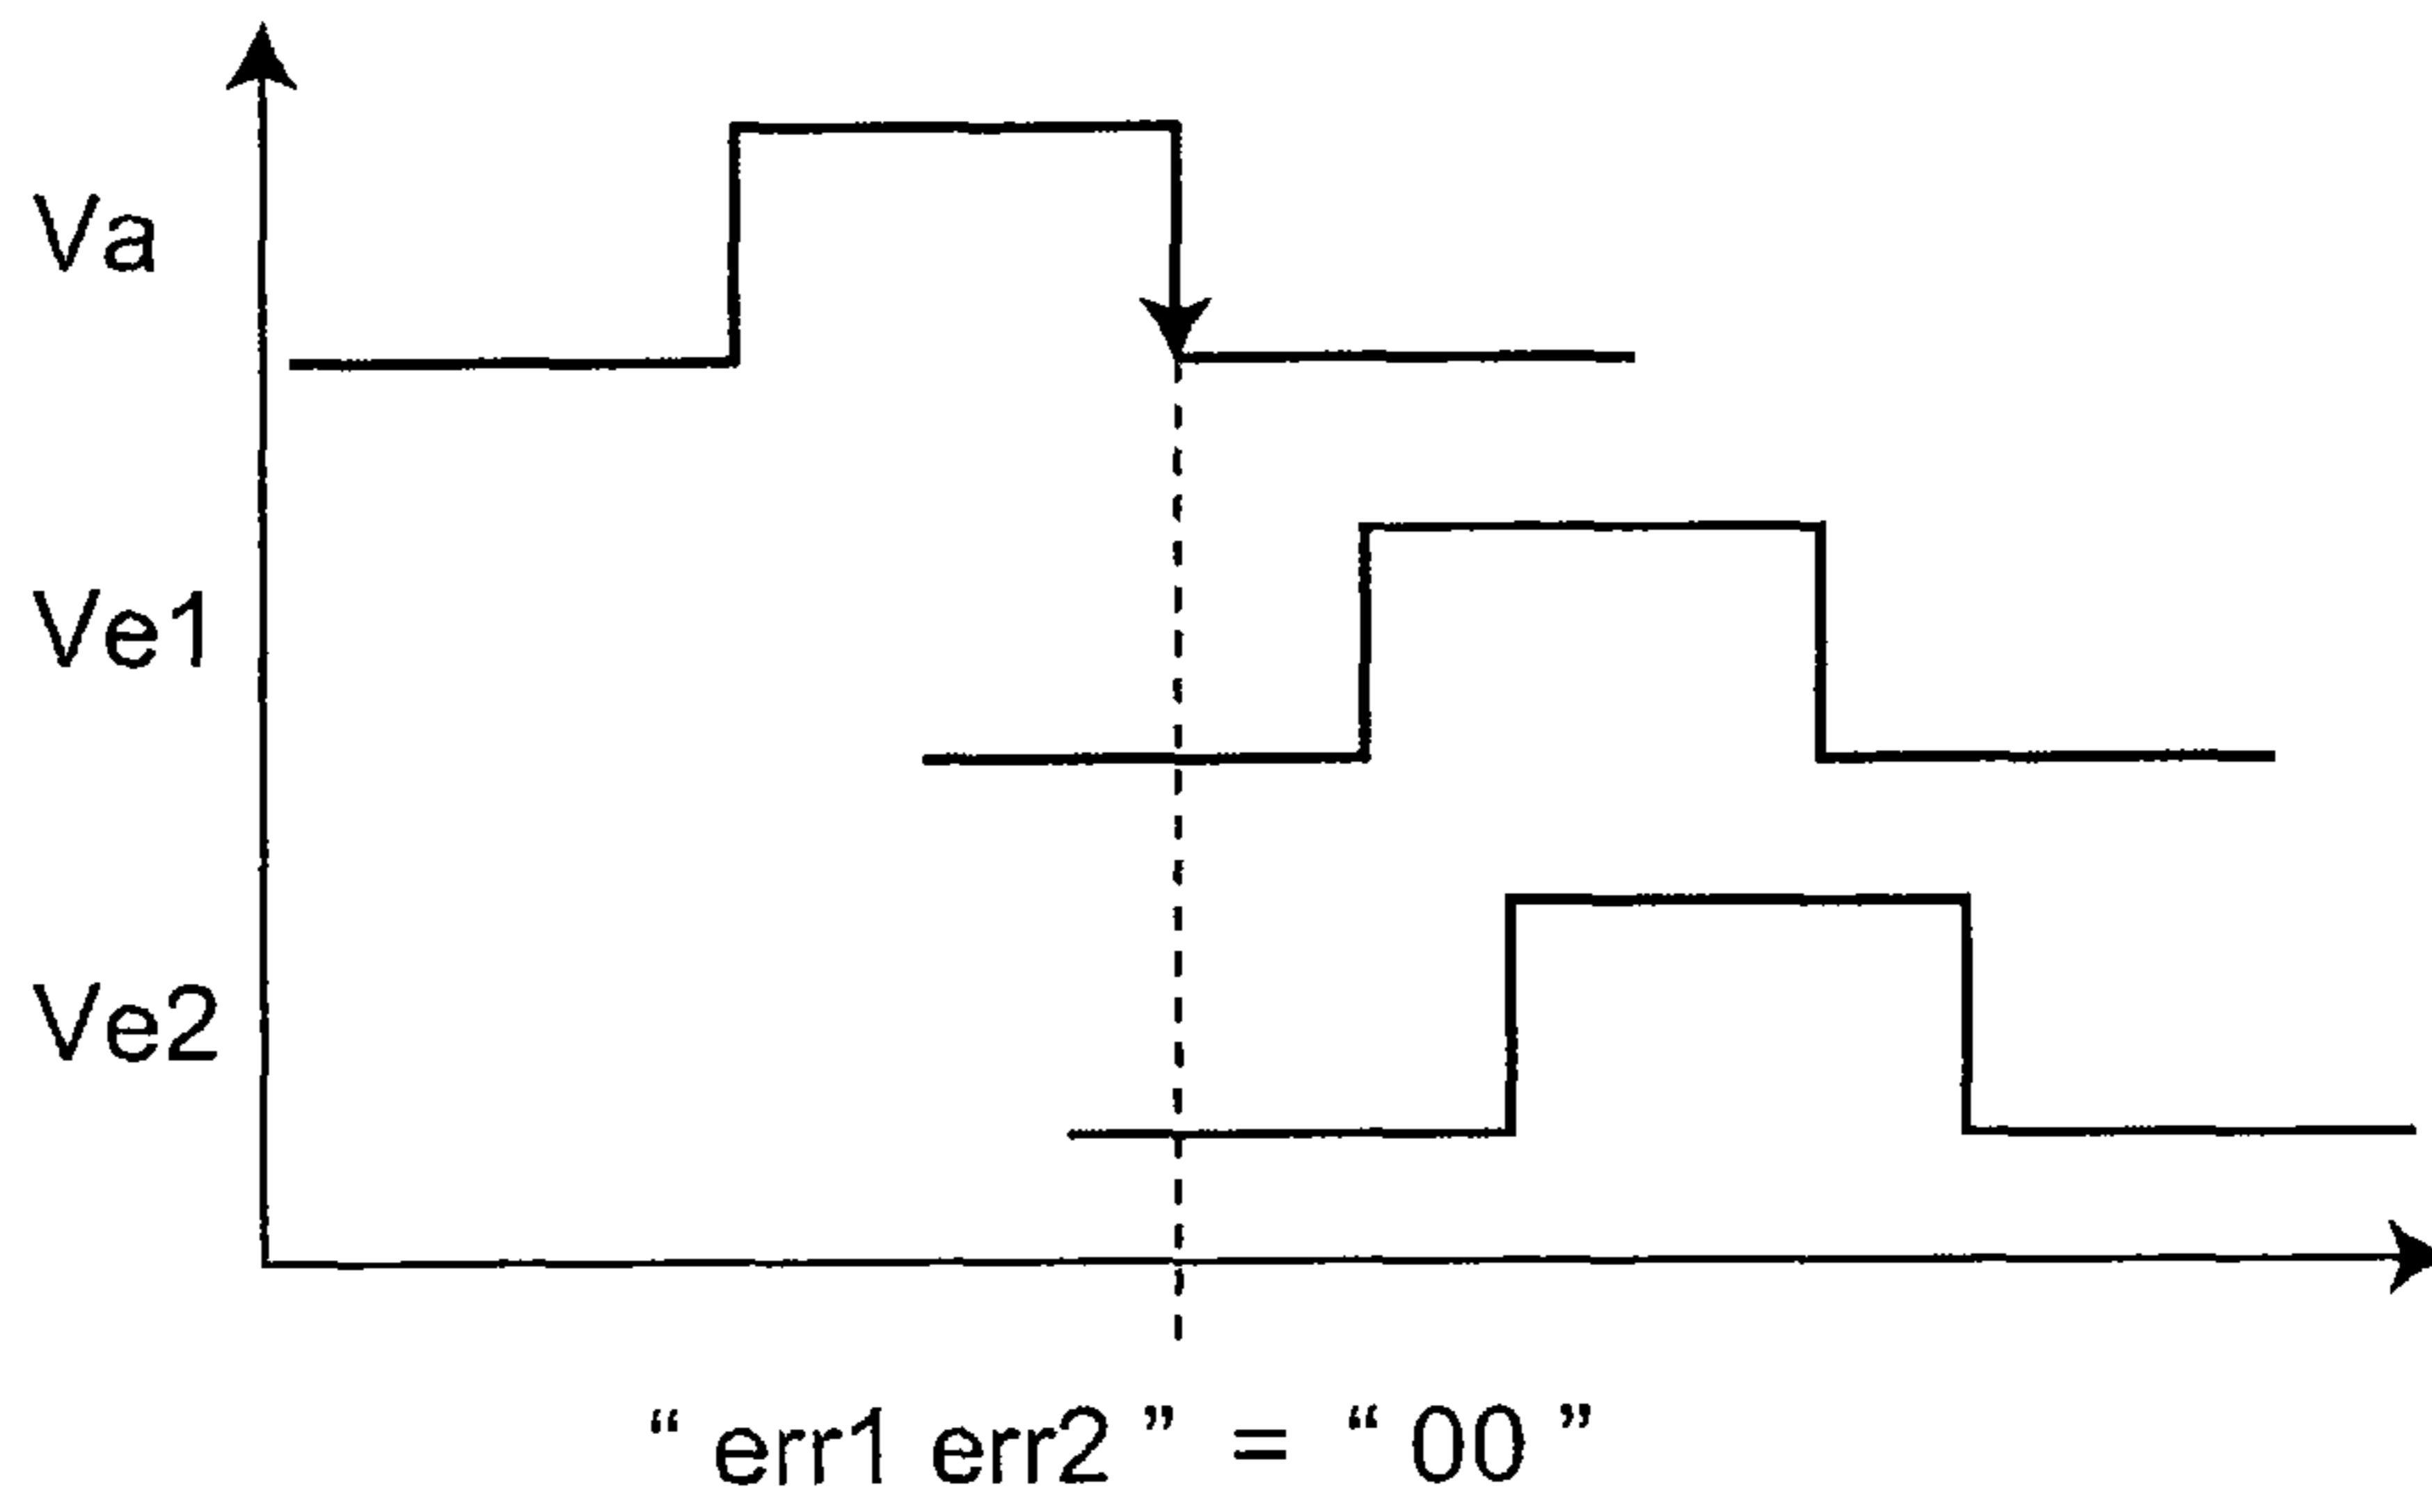 Va
Ve1
Ve2
“ err1 err2 ” = “ 00 ”